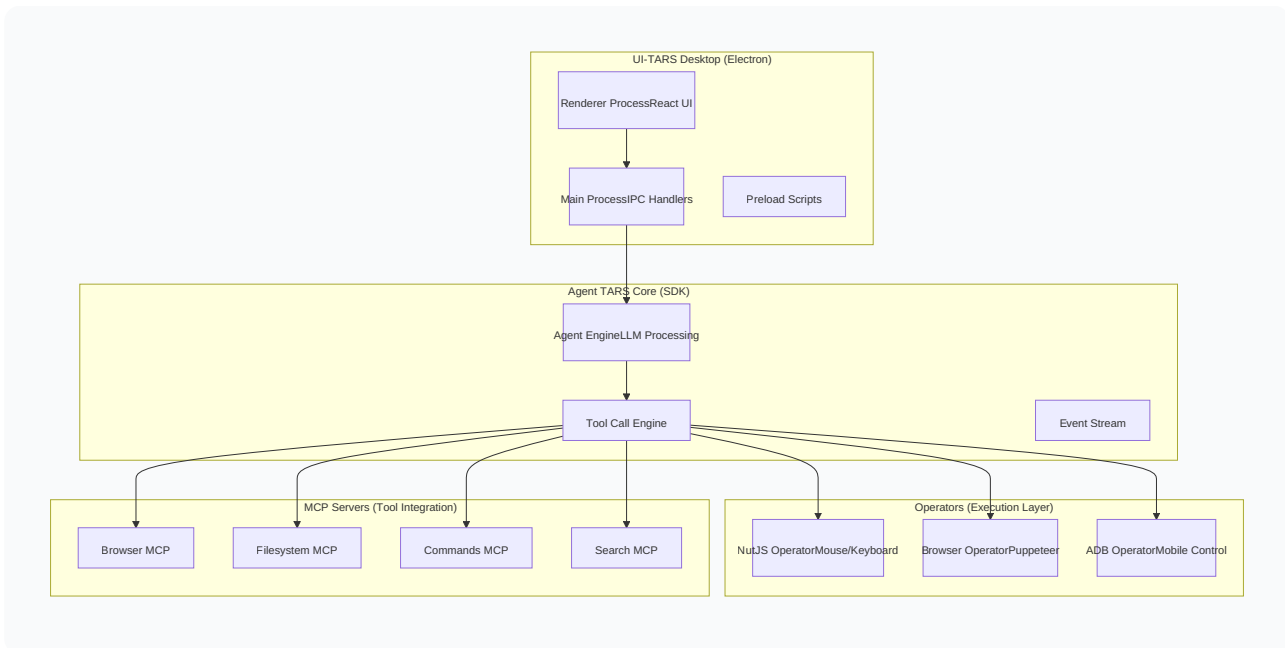 UI-TARS Desktop (Electron)
Renderer ProcessReact UI
Main ProcessIPC Handlers
Preload Scripts
Agent TARS Core (SDK)
Agent EngineLLM Processing
Tool Call Engine
Event Stream
MCP Servers (Tool Integration)
Browser MCP
Filesystem MCP
Commands MCP
Search MCP
Operators (Execution Layer)
NutJS OperatorMouse/Keyboard
Browser OperatorPuppeteer
ADB OperatorMobile Control